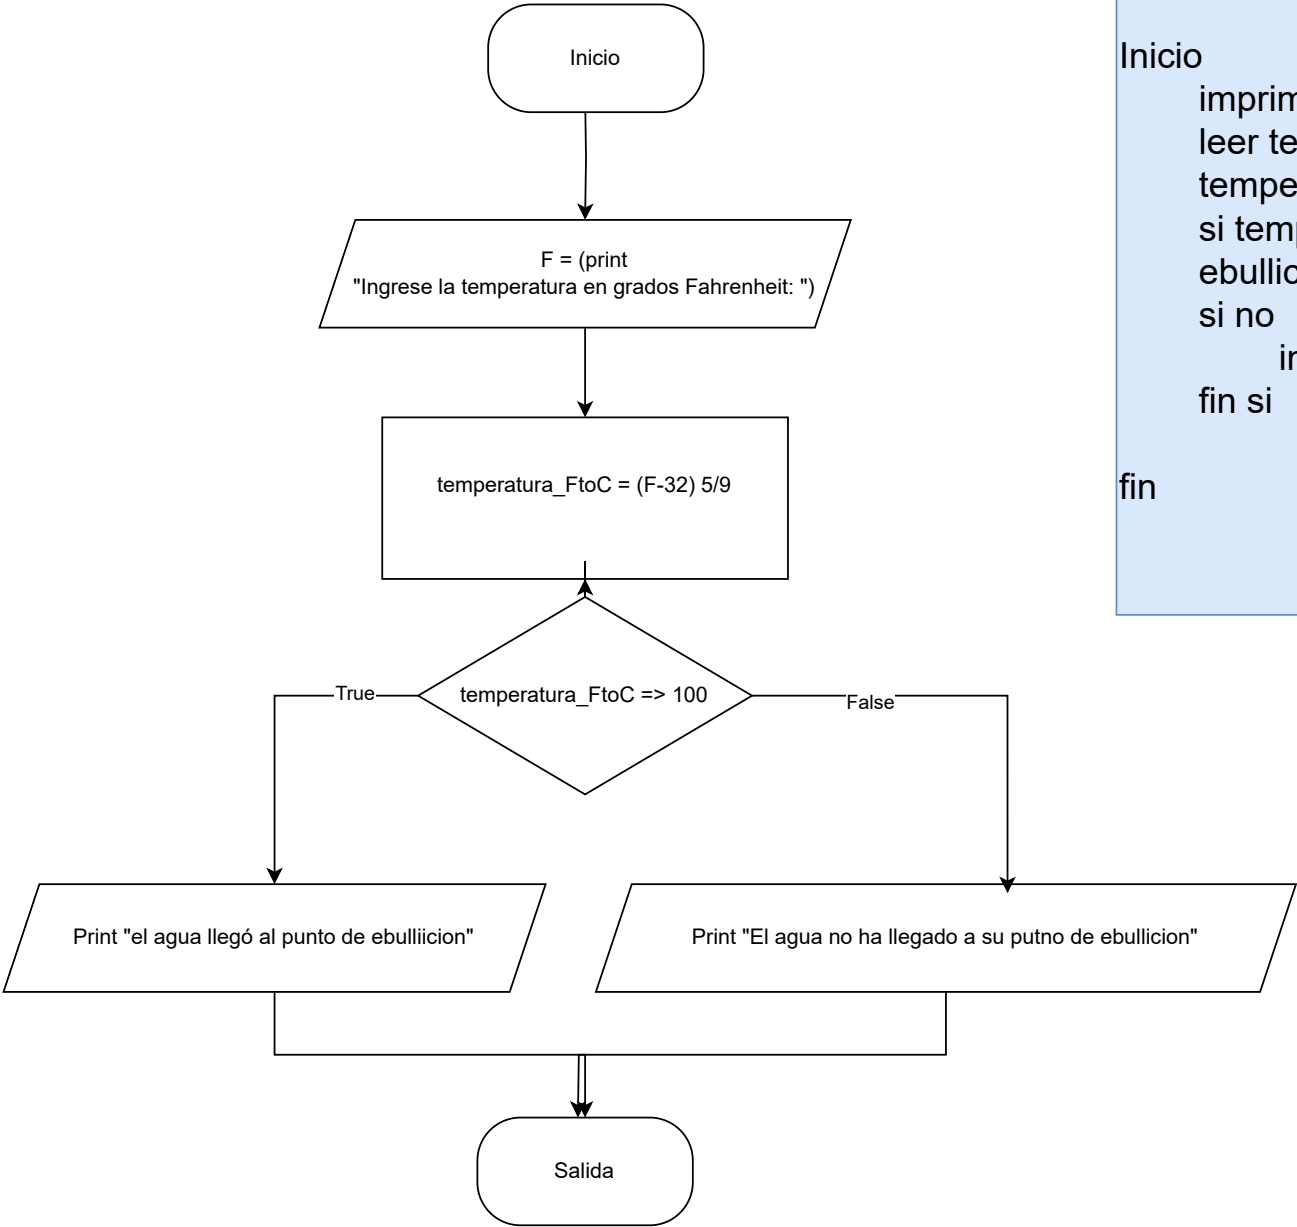 Inicio
F = (print
"Ingrese la temperatura en grados Fahrenheit: ")
temperatura_FtoC = (F-32) 5/9
temperatura_FtoC => 100
True
False
Print "el agua llegó al punto de ebulliicion"
Print "El agua no ha llegado a su putno de ebullicion"
Salida
Inicio
leer
si
si no
fin si
fin